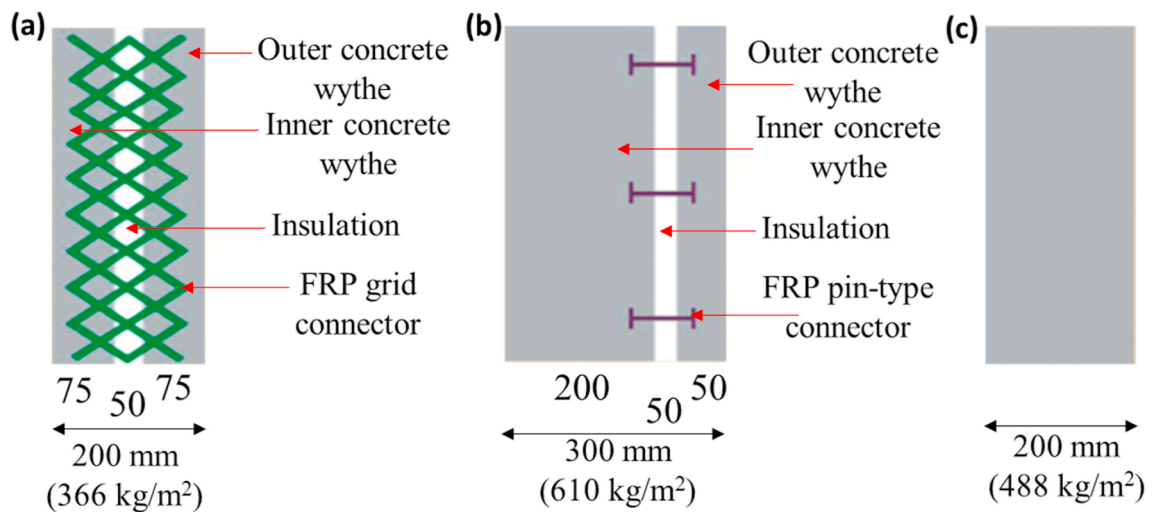 (a)
Outer concrete
wythe
Inner concrete
wythe
Insulation
FRP grid
connector
75 50 75
200 mm
(366 kg/m²)
(b)
Outer concrete
wythe
Inner concrete
wythe
Insulation
FRP pin-type
connector
200 50 50
300 mm
(610 kg/m²)
(c)
200 mm
(488 kg/m²)